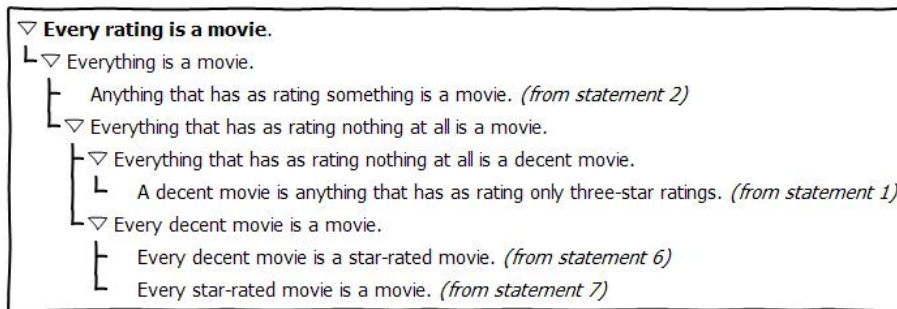 Every rating is a movie.
Everything is a movie.
Anything that has as rating something is a movie. (from statement 2)
Everything that has as rating nothing at all is a movie.
Everything that has as rating nothing at all is a decent movie.
A decent movie is anything that has as rating only three-star ratings. (from statement 1)
Every decent movie is a movie.
Every decent movie is a star-rated movie. (from statement 6)
Every star-rated movie is a movie. (from statement 7)